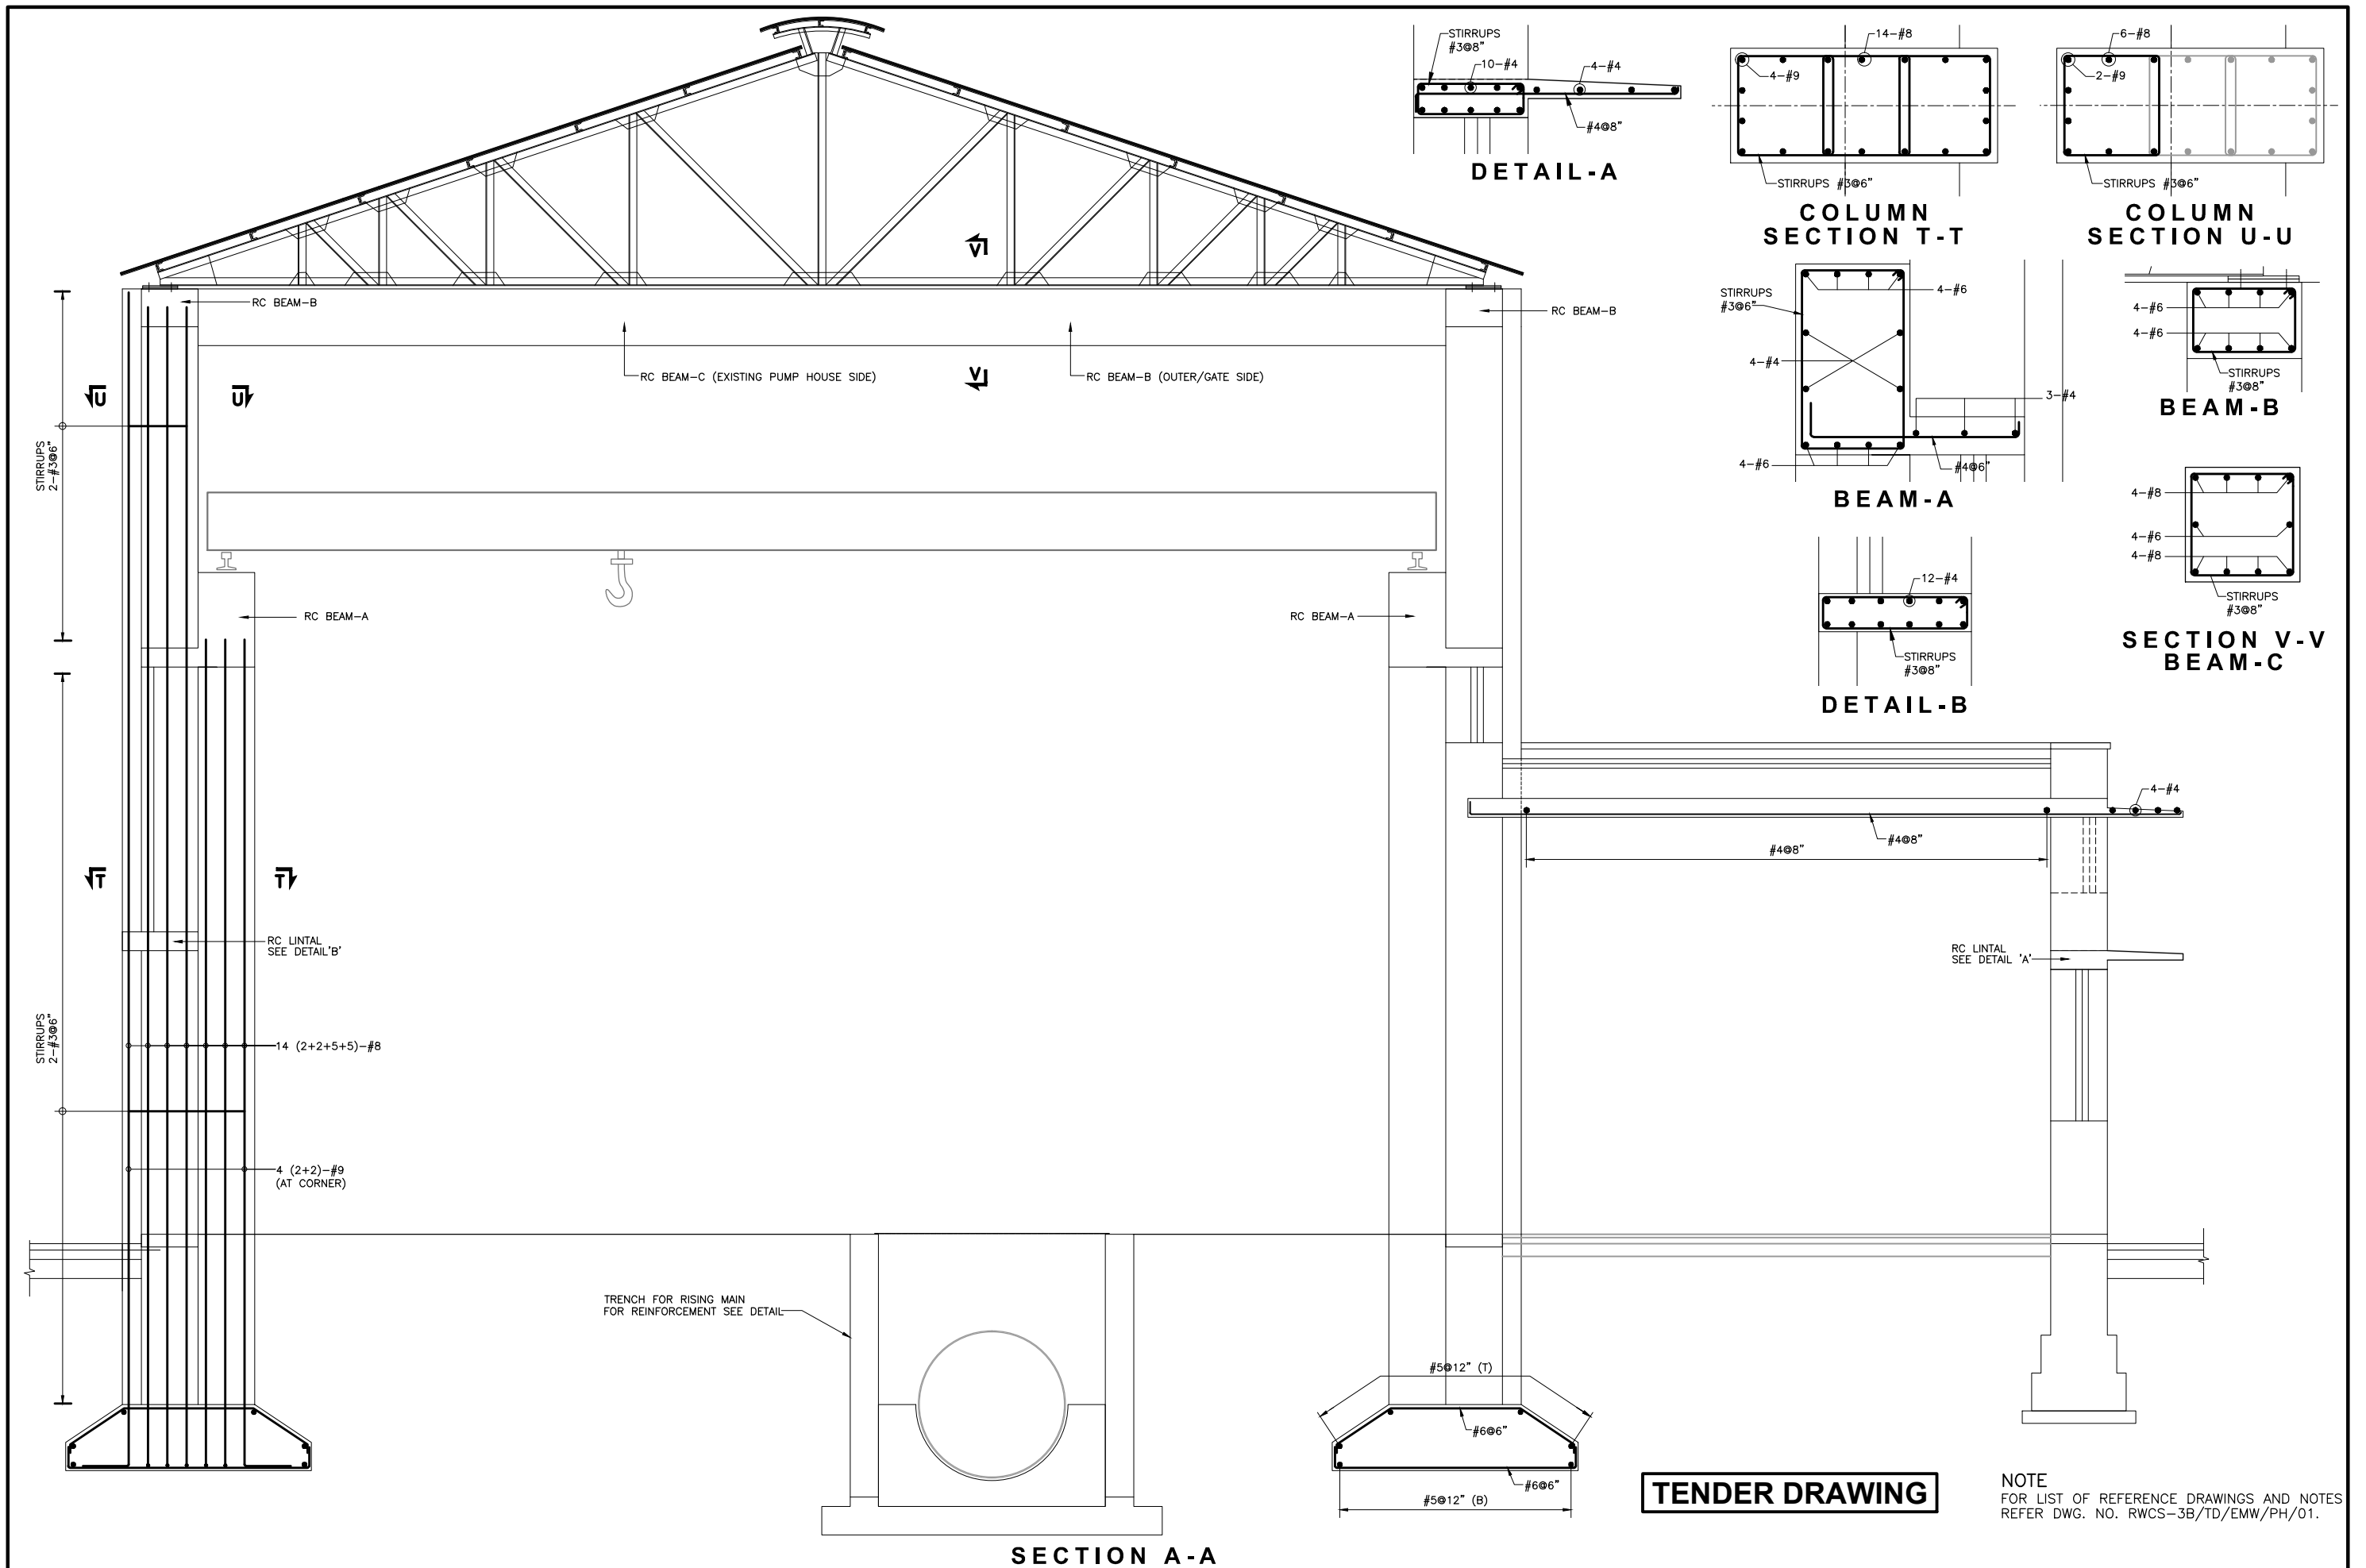 STIRRUPS
#3@8"
10-#4
4-#4
#4@8"
DETAIL-A
14-#8
4-#9
STIRRUPS #3@6"
COLUMN
SECTION T-T
6-#8
2-#9
STIRRUPS #3@6"
COLUMN
SECTION U-U
V
RC BEAM-B
RC BEAM-B
RC BEAM-C (EXISTING PUMP HOUSE SIDE)
V
RC BEAM-B (OUTER/GATE SIDE)
U
U
STIRRUPS
2-#3@6"
STIRRUPS
#3@6"
4-#6
4-#4
3-#4
4-#6
#4@6"
BEAM-A
4-#6
4-#6
STIRRUPS
#3@8"
BEAM-B
4-#8
4-#6
4-#8
STIRRUPS
#3@8"
SECTION V-V
BEAM-C
12-#4
STIRRUPS
#3@8"
DETAIL-B
RC BEAM-A
RC BEAM-A
4-#4
#4@8"
#4@8"
T
T
RC LINTAL
SEE DETAIL'B'
RC LINTAL
SEE DETAIL 'A'
STIRRUPS
2-#3@6"
14 (2+2+5+5)-#8
4 (2+2)-#9
(AT CORNER)
TRENCH FOR RISING MAIN
FOR REINFORCEMENT SEE DETAIL
#5@12" (T)
#6@6"
#6@6"
#5@12" (B)
SECTION A-A
TENDER DRAWING
NOTE
FOR LIST OF REFERENCE DRAWINGS AND NOTES
REFER DWG. NO. RWCS-3B/TD/EMW/PH/01.